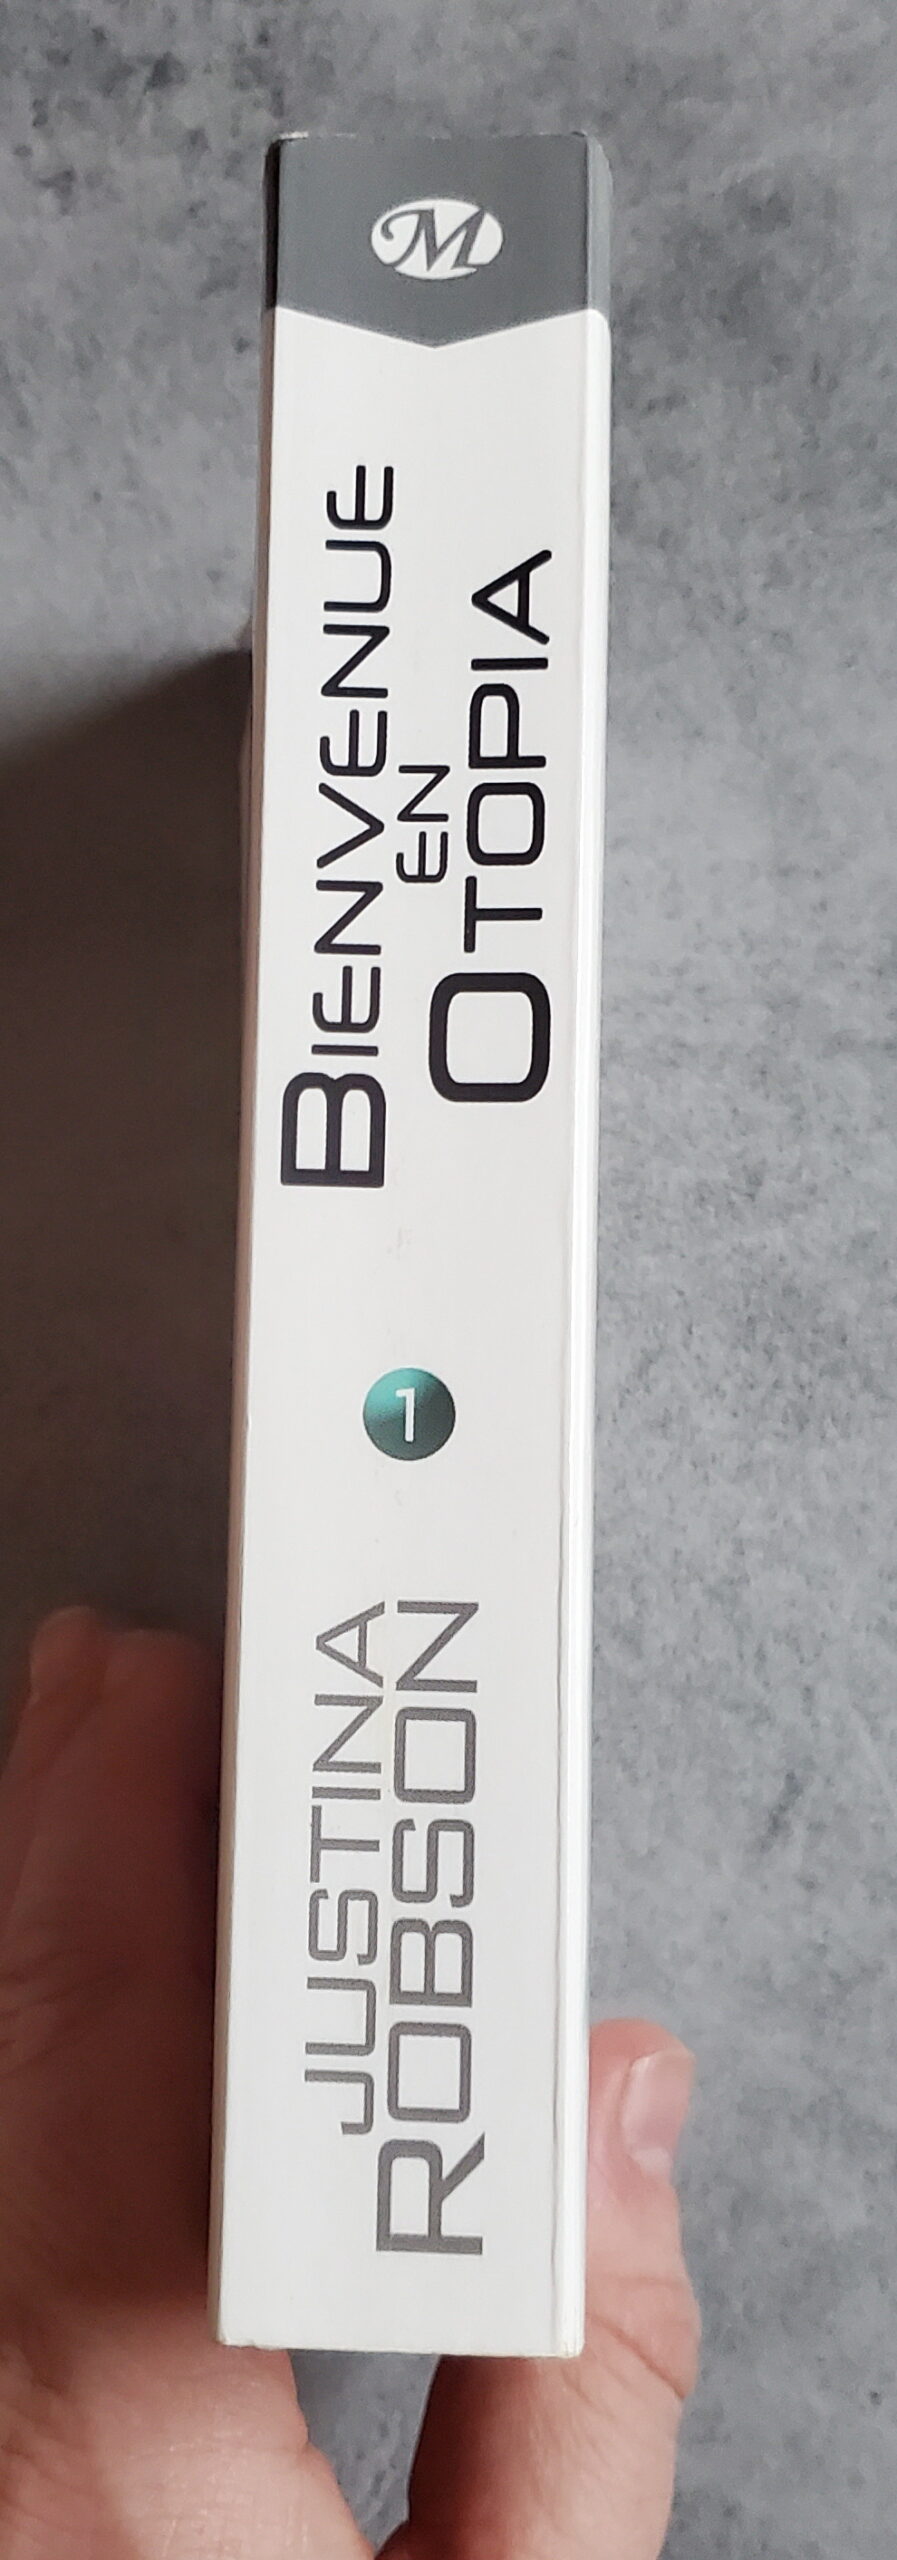 M
BIENVENUE
EN
OTOPIA
1
JUSTINA
ROBSON